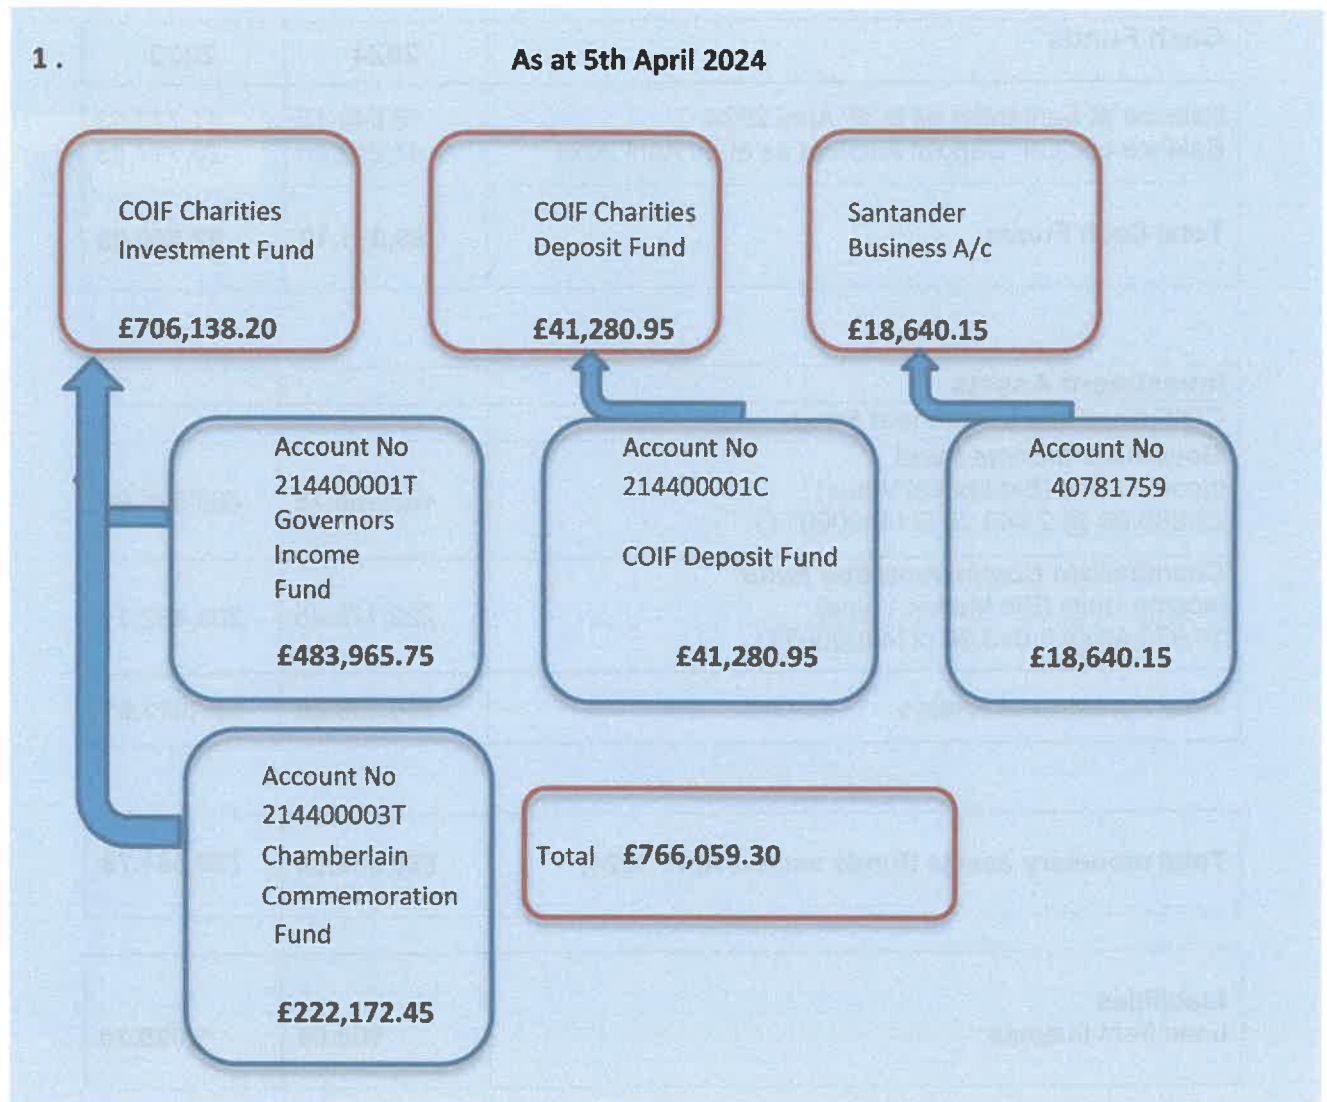 1.
As at 5th April 2024
COIF Charities
Investment Fund
£706,138.20
COIF Charities
Deposit Fund
£41,280.95
Santander
Business A/c
£18,640.15
Account No
214400001T
Governors
Income
Fund
£483,965.75
Account No
214400001C
COIF Deposit Fund
£41,280.95
Account No
40781759
£18,640.15
Account No
214400003T
Chamberlain
Commemoration
Fund
£222,172.45
Total £766,059.30